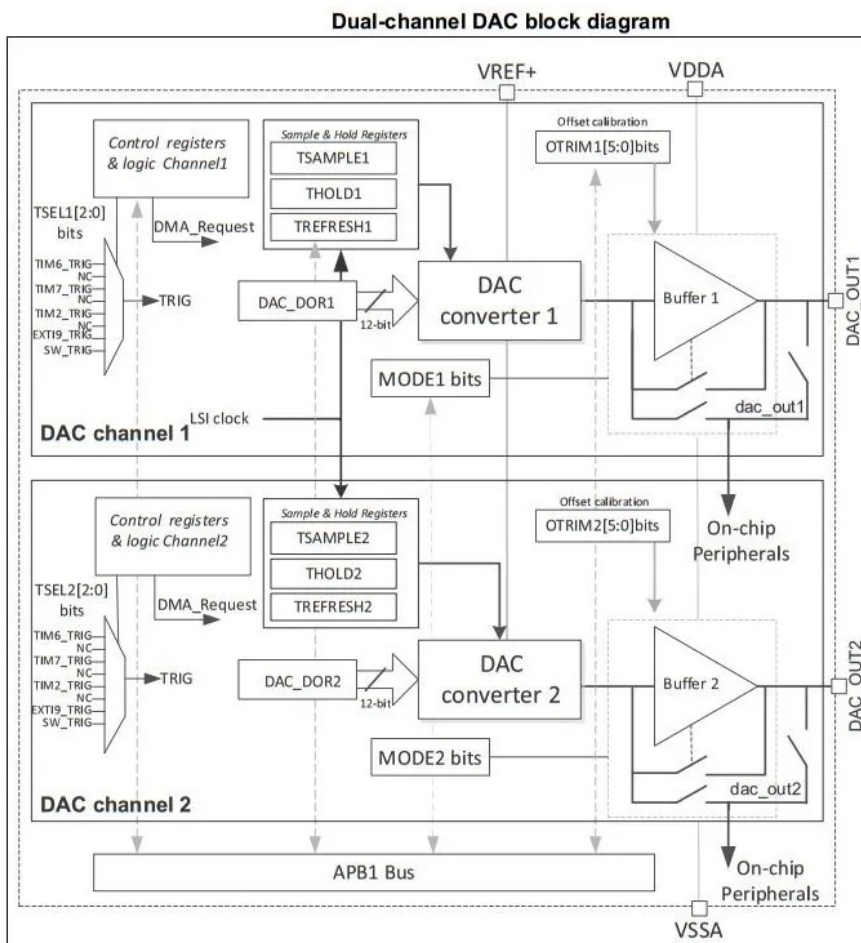 Dual-channel DAC block diagram
VREF+
VDDA
Control registers
& logic Channel1
Sample & Hold Registers
TSAMPLE1
THOLD1
TREFRESH1
Offset calibration
OTRIM1[5:0]bits
TSEL1[2:0]
bits
DMA_Request
TIM6_TRIG
NC
TIM7_TRIG
NC
TIM2_TRIG
NC
EXTI9_TRIG
SW_TRIG
TRIG
DAC_DOR1
12-bit
DAC
converter 1
Buffer 1
DAC_OUT1
MODE1 bits
dac_out1
LSI clock
DAC channel 1
On-chip
Peripherals
Control registers
& logic Channel2
Sample & Hold Registers
TSAMPLE2
THOLD2
TREFRESH2
Offset calibration
OTRIM2[5:0]bits
TSEL2[2:0]
bits
DMA_Request
TIM6_TRIG
NC
TIM7_TRIG
NC
TIM2_TRIG
NC
EXTI9_TRIG
SW_TRIG
TRIG
DAC_DOR2
12-bit
DAC
converter 2
Buffer 2
DAC_OUT2
MODE2 bits
dac_out2
DAC channel 2
APB1 Bus
On-chip
Peripherals
VSSA